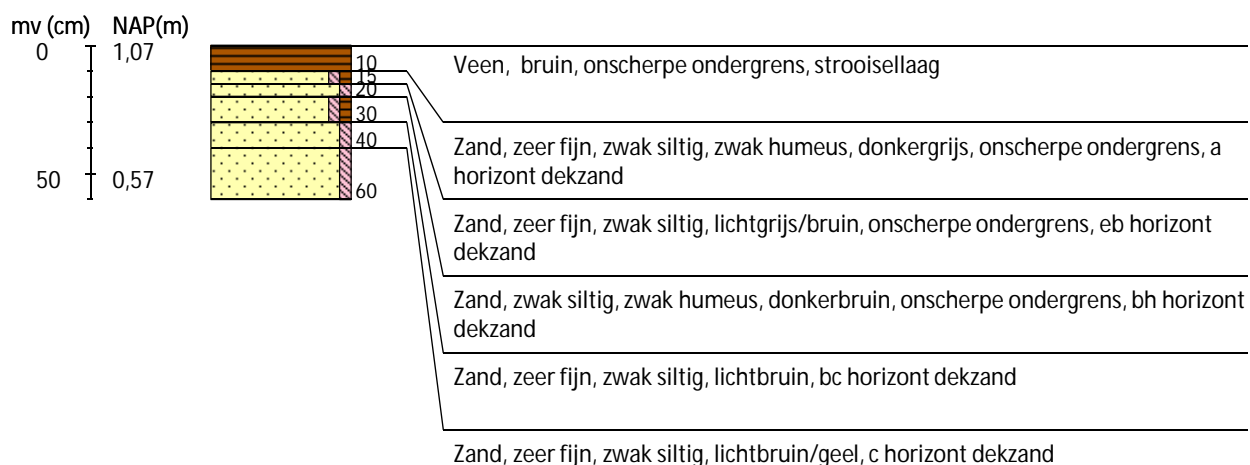 mv (cm) NAP(m)
0 1,07
10
15
20
30
40
50 0,57
60
Veen, bruin, onscherpe ondergrens, strooisellaag
Zand, zeer fijn, zwak siltig, zwak humeus, donkergrijs, onscherpe ondergrens, a
horizont dekzand
Zand, zeer fijn, zwak siltig, lichtgrijs/bruin, onscherpe ondergrens, eb horizont
dekzand
Zand, zwak siltig, zwak humeus, donkerbruin, onscherpe ondergrens, bh horizont
dekzand
Zand, zeer fijn, zwak siltig, lichtbruin, bc horizont dekzand
Zand, zeer fijn, zwak siltig, lichtbruin/geel, c horizont dekzand